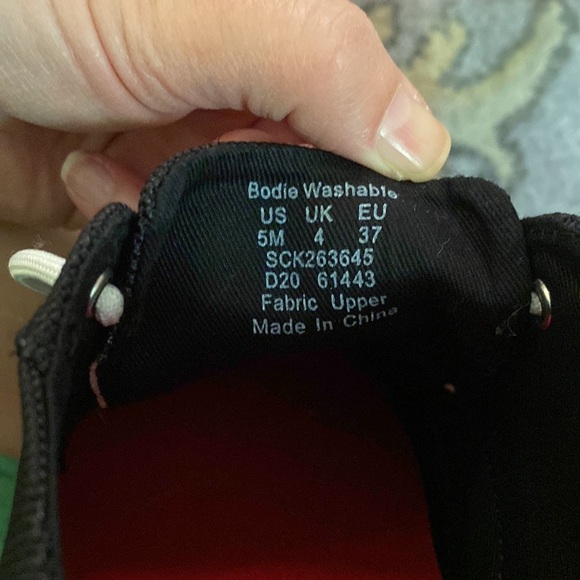 Bodie Washable
US UK EU
5M 4 37
SCK263645
D20 61443
Fabric Upper
Made In China